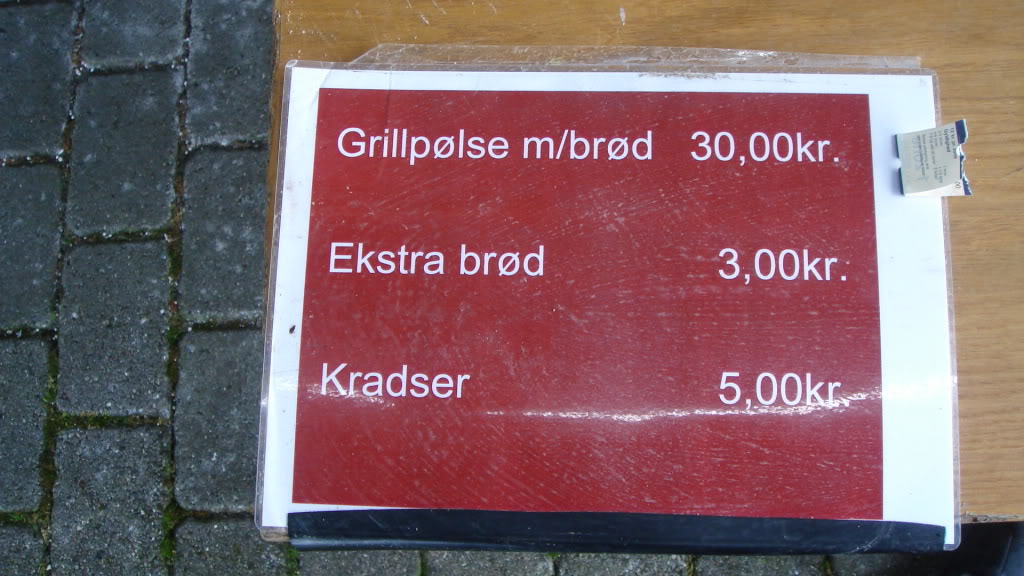 Grillpølse m/brød 30,00kr.
Ekstra brød 3,00kr.
Kradser 5,00kr.